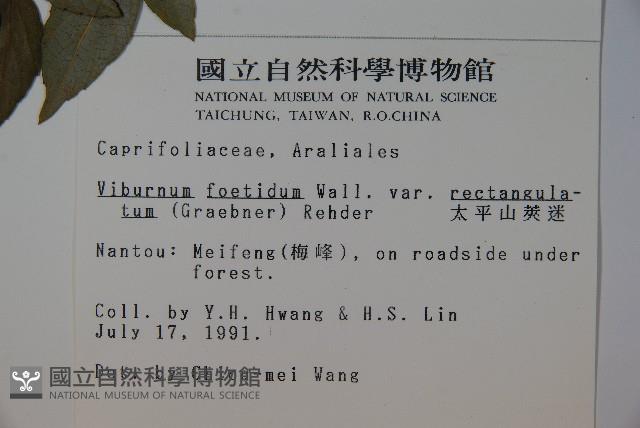 國立自然科學博物館
NATIONAL MUSEUM OF NATURAL SCIENCE
TAICHUNG, TAIWAN, R.O.CHINA
Caprifoliaceae, Araliales
Viburnum foetidum Wall. var. rectangula-
tum (Graebner) Rehder 太平山莢迷
Nantou: Meifeng(梅峰), on roadside under
forest.
Coll. by Y.H. Hwang & H.S. Lin
July 17, 1991.
Det. by mei Wang
國立自然科學博物館
NATIONAL MUSEUM OF NATURAL SCIENCE